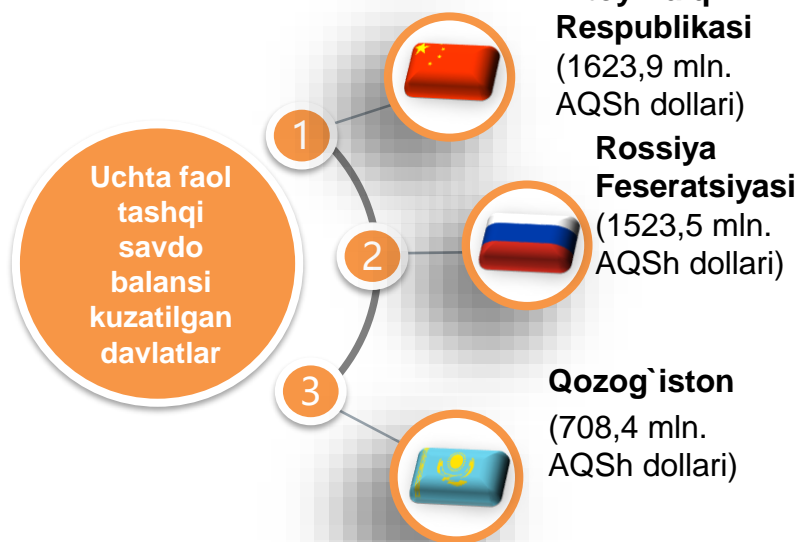 Uchta faol
tashqi
savdo
balansi
kuzatilgan
davlatlar
1
Respublikasi
(1623,9 mln.
AQSh dollari)
2
Rossiya
Feseratsiyasi
(1523,5 mln.
AQSh dollari)
3
Qozog`iston
(708,4 mln.
AQSh dollari)